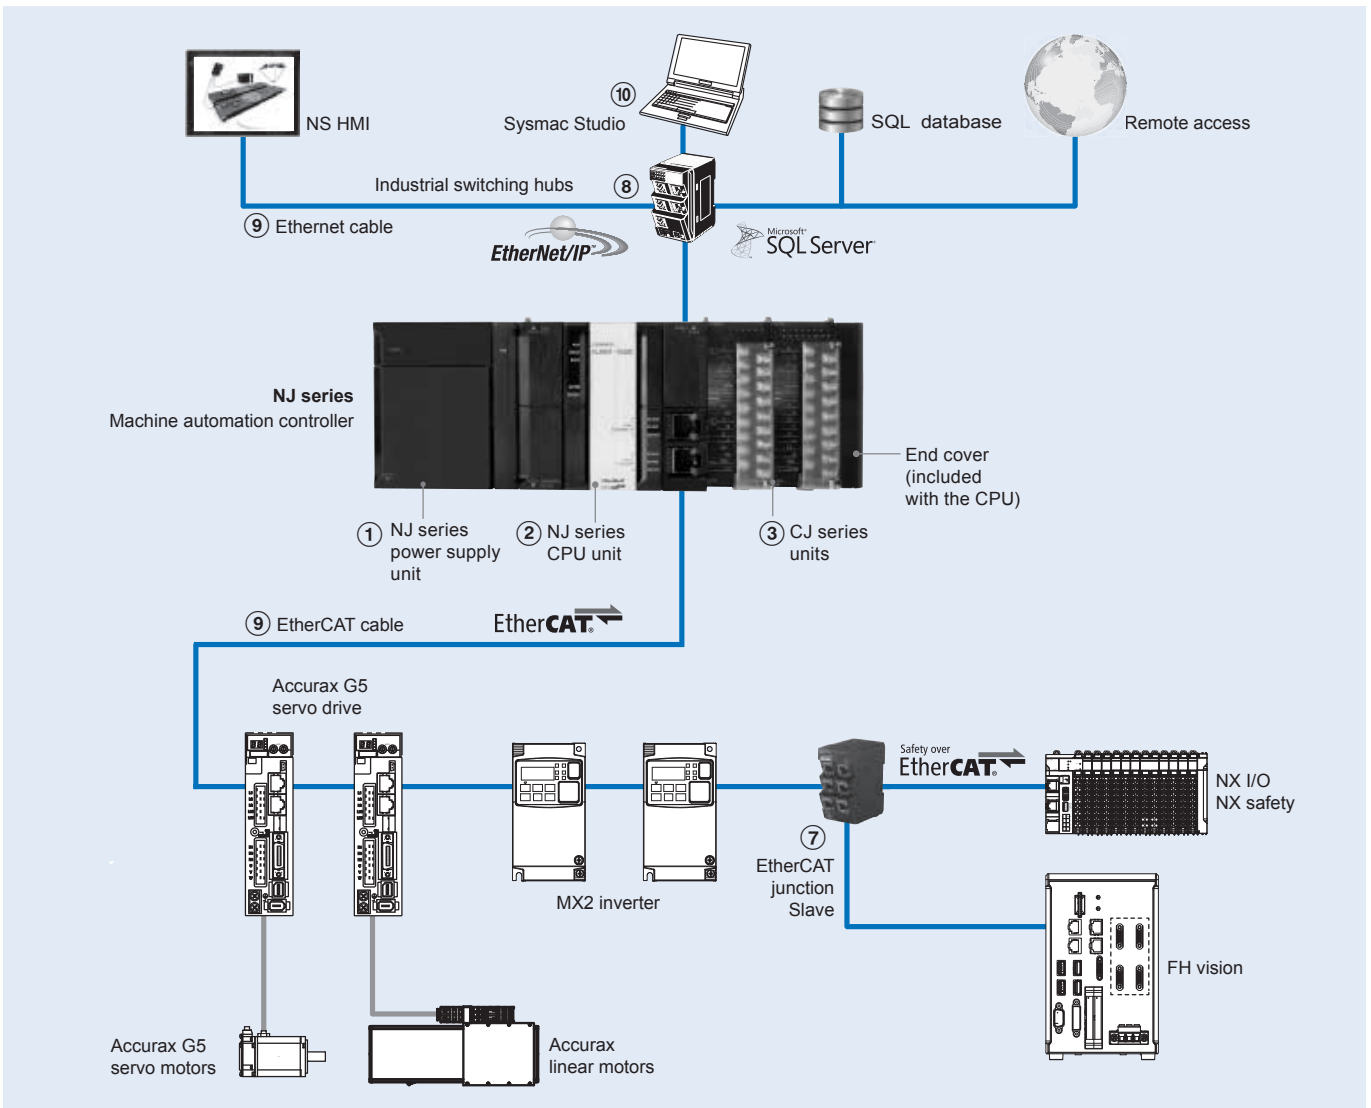 NS HMI
10
Sysmac Studio
SQL database
Remote access
Industrial switching hubs
8
9 Ethernet cable
EtherNet/IP™
Microsoft®
SQL Server®
NJ series
Machine automation controller
End cover
(included
with the CPU)
1 NJ series
power supply
unit
2 NJ series
CPU unit
3 CJ series
units
9 EtherCAT cable
EtherCAT®
Accurax G5
servo drive
Safety over
EtherCAT®
NX I/O
NX safety
7
EtherCAT
junction
Slave
MX2 inverter
FH vision
Accurax G5
servo motors
Accurax
linear motors